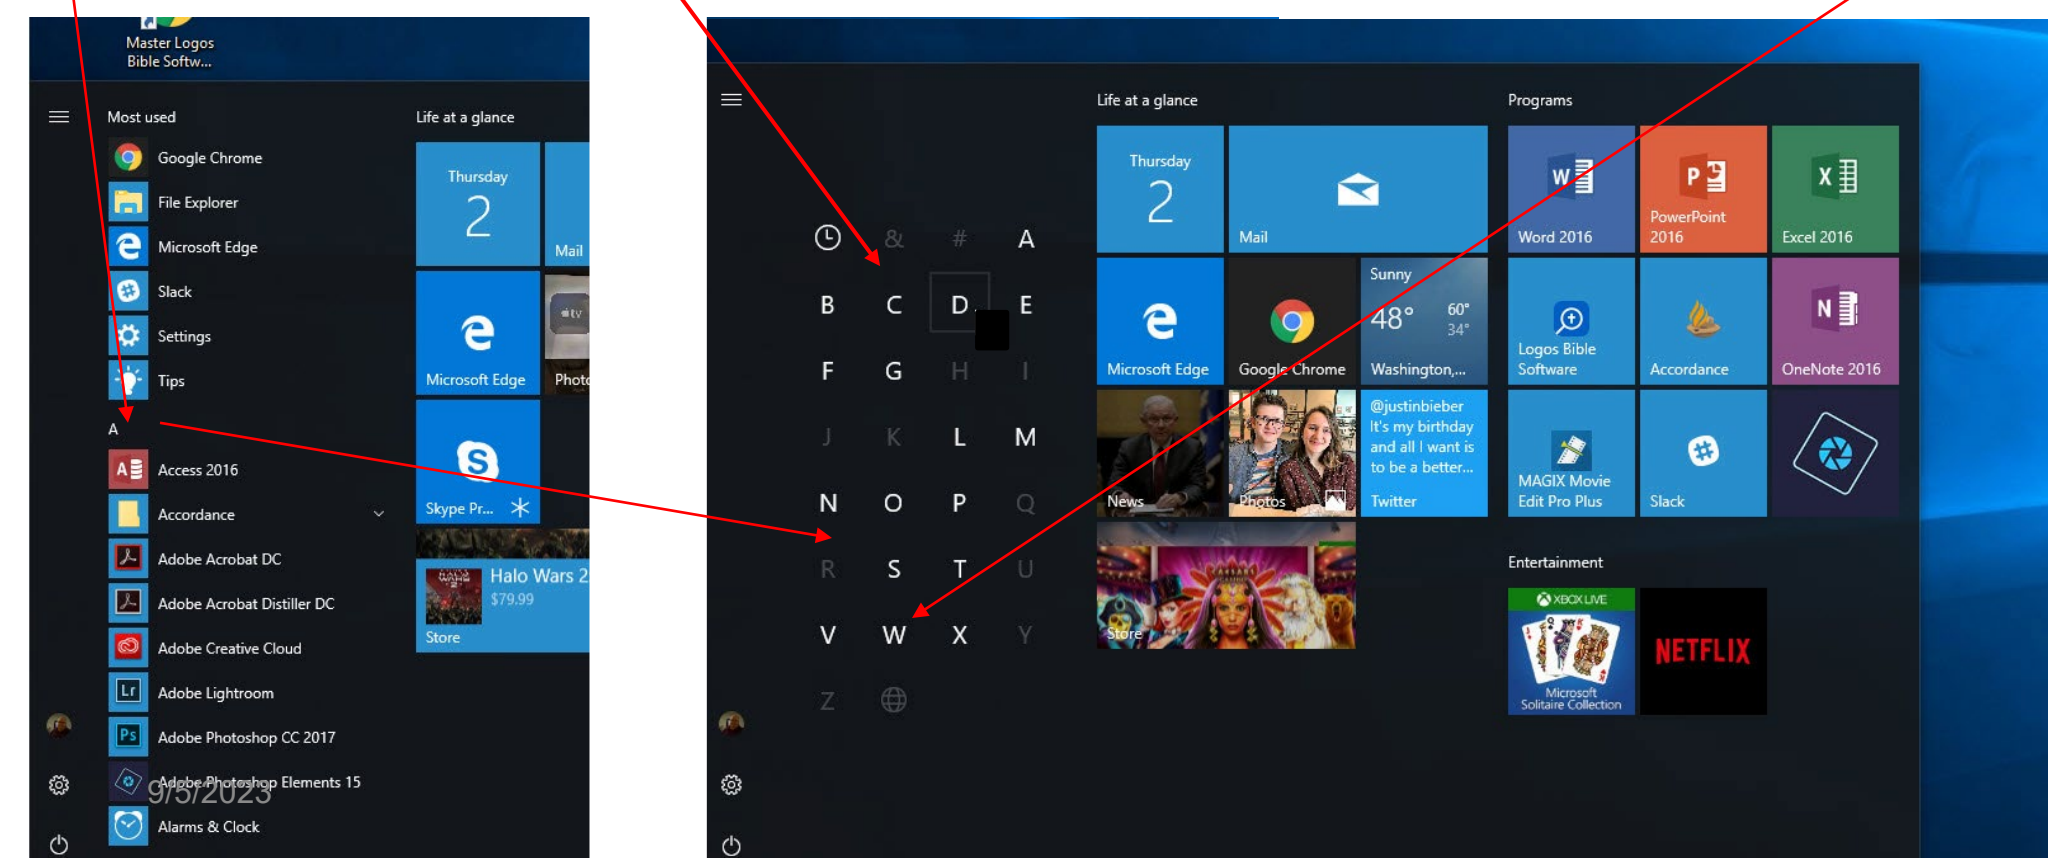 Master Logos
Bible Softw...
Most used
Google Chrome
File Explorer
Microsoft Edge
Slack
Settings
Tips
A
Access 2016
Accordance
Adobe Acrobat DC
Adobe Acrobat Distiller DC
Adobe Creative Cloud
Adobe Lightroom
Adobe Photoshop CC 2017
Adobe Photoshop Elements 15
9/5/2023
Alarms & Clock
Life at a glance
Thursday
2
Mail
Microsoft Edge
tv
Photo
Skype Pr...
Halo Wars 2
$79.99
Store
& # A
B C D E
F G H I
J K L M
N O P Q
R S T U
V W X Y
Z
Life at a glance
Thursday
2
Mail
Microsoft Edge
Google Chrome
Sunny
48° 60°
34°
Washington,...
News
Photos
@justinbieber
It's my birthday
and all I want is
to be a better...
Twitter
Store
Programs
Word 2016
PowerPoint
2016
Excel 2016
Logos Bible
Software
Accordance
OneNote 2016
MAGIX Movie
Edit Pro Plus
Slack
Entertainment
XBOX LIVE
Microsoft
Solitaire Collection
NETFLIX